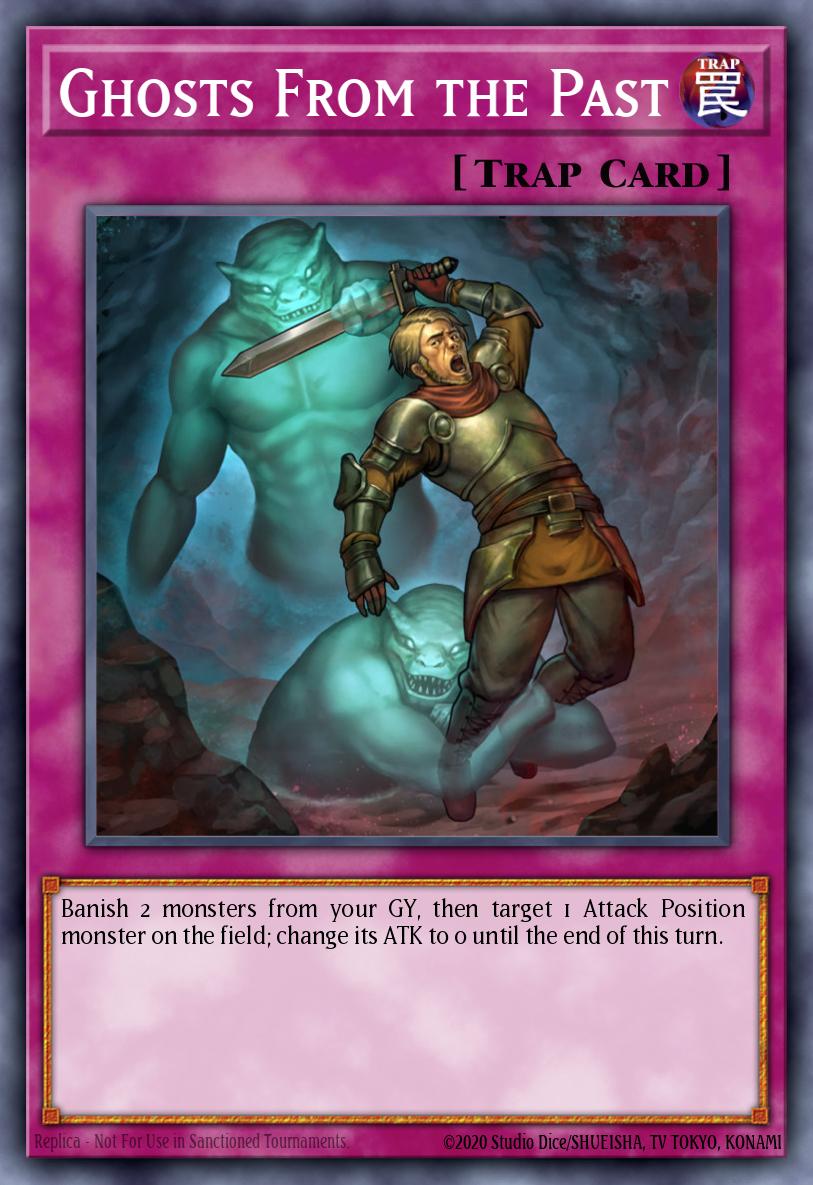 Ghosts From the Past
TRAP
罠
[Trap Card]
Banish 2 monsters from your GY, then target 1 Attack Position
monster on the field; change its ATK to 0 until the end of this turn.
Replica - Not For Use in Sanctioned Tournaments.
©2020 Studio Dice/SHUEISHA, TV TOKYO, KONAMI